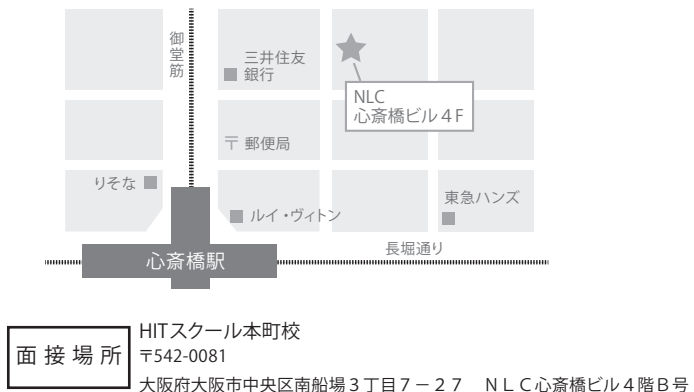 御堂筋
三井住友
銀行
NLC
心斎橋ビル4F
〒郵便局
りそな
ルイ・ヴィトン
東急ハンズ
長堀通り
心斎橋駅
面接場所
HITスクール本町校
〒542-0081
大阪府大阪市中央区南船場3丁目7－27　NLC心斎橋ビル4階B号